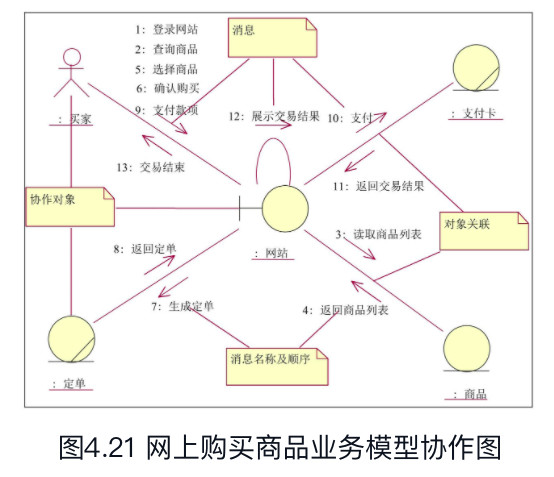 1：登录网站
2：查询商品
5：选择商品
6：确认购买
9：支付款项
消息
：买家
12：展示交易结果
10：支付
：支付卡
13：交易结束
11：返回交易结果
协作对象
对象关联
3：读取商品列表
8：返回定单
：网站
7：生成定单
4：返回商品列表
消息名称及顺序
：定单
：商品
图4.21 网上购买商品业务模型协作图